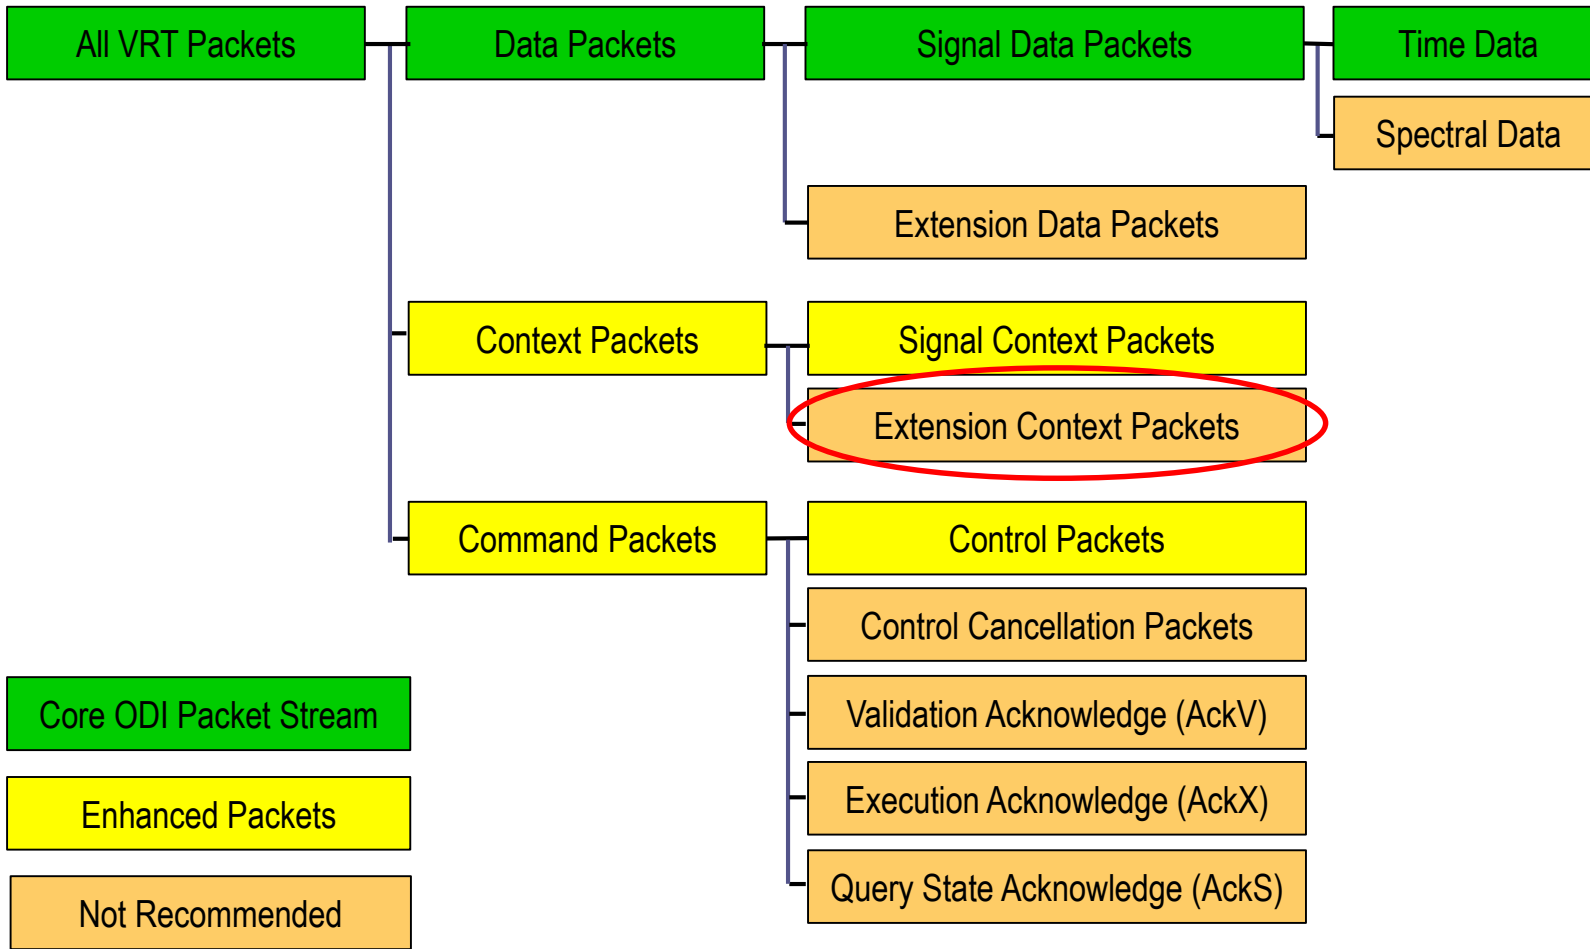 All VRT Packets
Data Packets
Signal Data Packets
Time Data
Spectral Data
Extension Data Packets
Context Packets
Signal Context Packets
Extension Context Packets
Command Packets
Control Packets
Control Cancellation Packets
Validation Acknowledge (AckV)
Execution Acknowledge (AckX)
Query State Acknowledge (AckS)
Core ODI Packet Stream
Enhanced Packets
Not Recommended